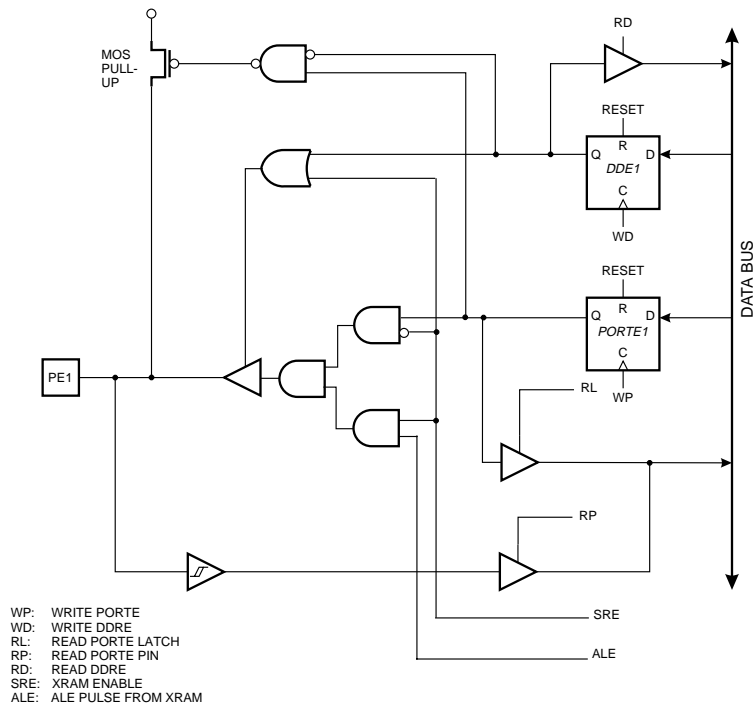 RD
MOS
PULL-
UP
RESET
R
Q
D
DDE1
C
WD
DATA BUS
RESET
R
Q
D
PORTE1
C
WP
RL
PE1
RP
SRE
ALE
WP: WRITE PORTE
WD: WRITE DDRE
RL: READ PORTE LATCH
RP: READ PORTE PIN
RD: READ DDRE
SRE: XRAM ENABLE
ALE: ALE PULSE FROM XRAM